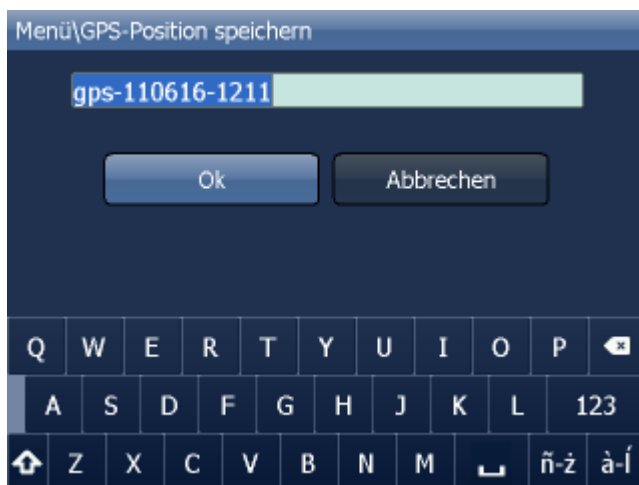 Menü\GPS-Position speichern
gps-110616-1211
Ok Abbrechen
Q W E R T Y U I O P
A S D F G H J K L 123
Z X C V B N M ñ-ż à-Í